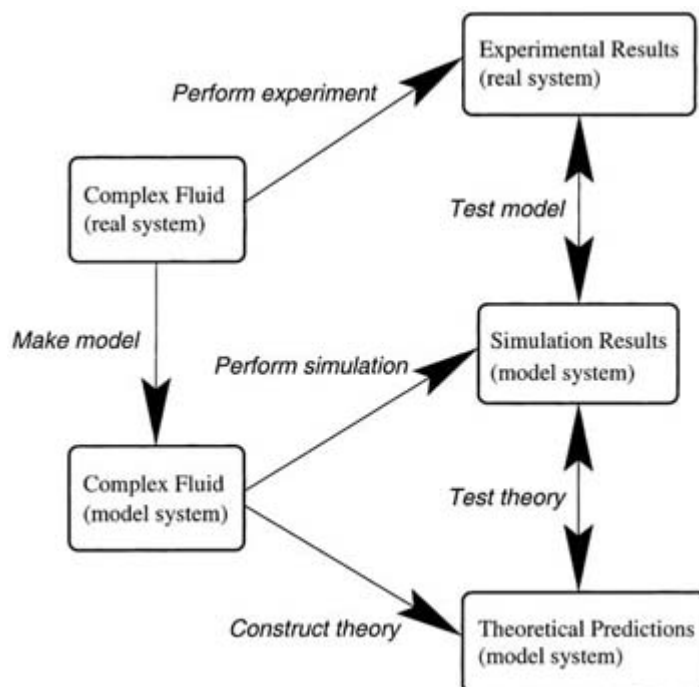 Experimental Results
(real system)
Perform experiment
Complex Fluid
(real system)
Test model
Make model
Simulation Results
(model system)
Perform simulation
Complex Fluid
(model system)
Test theory
Construct theory
Theoretical Predictions
(model system)